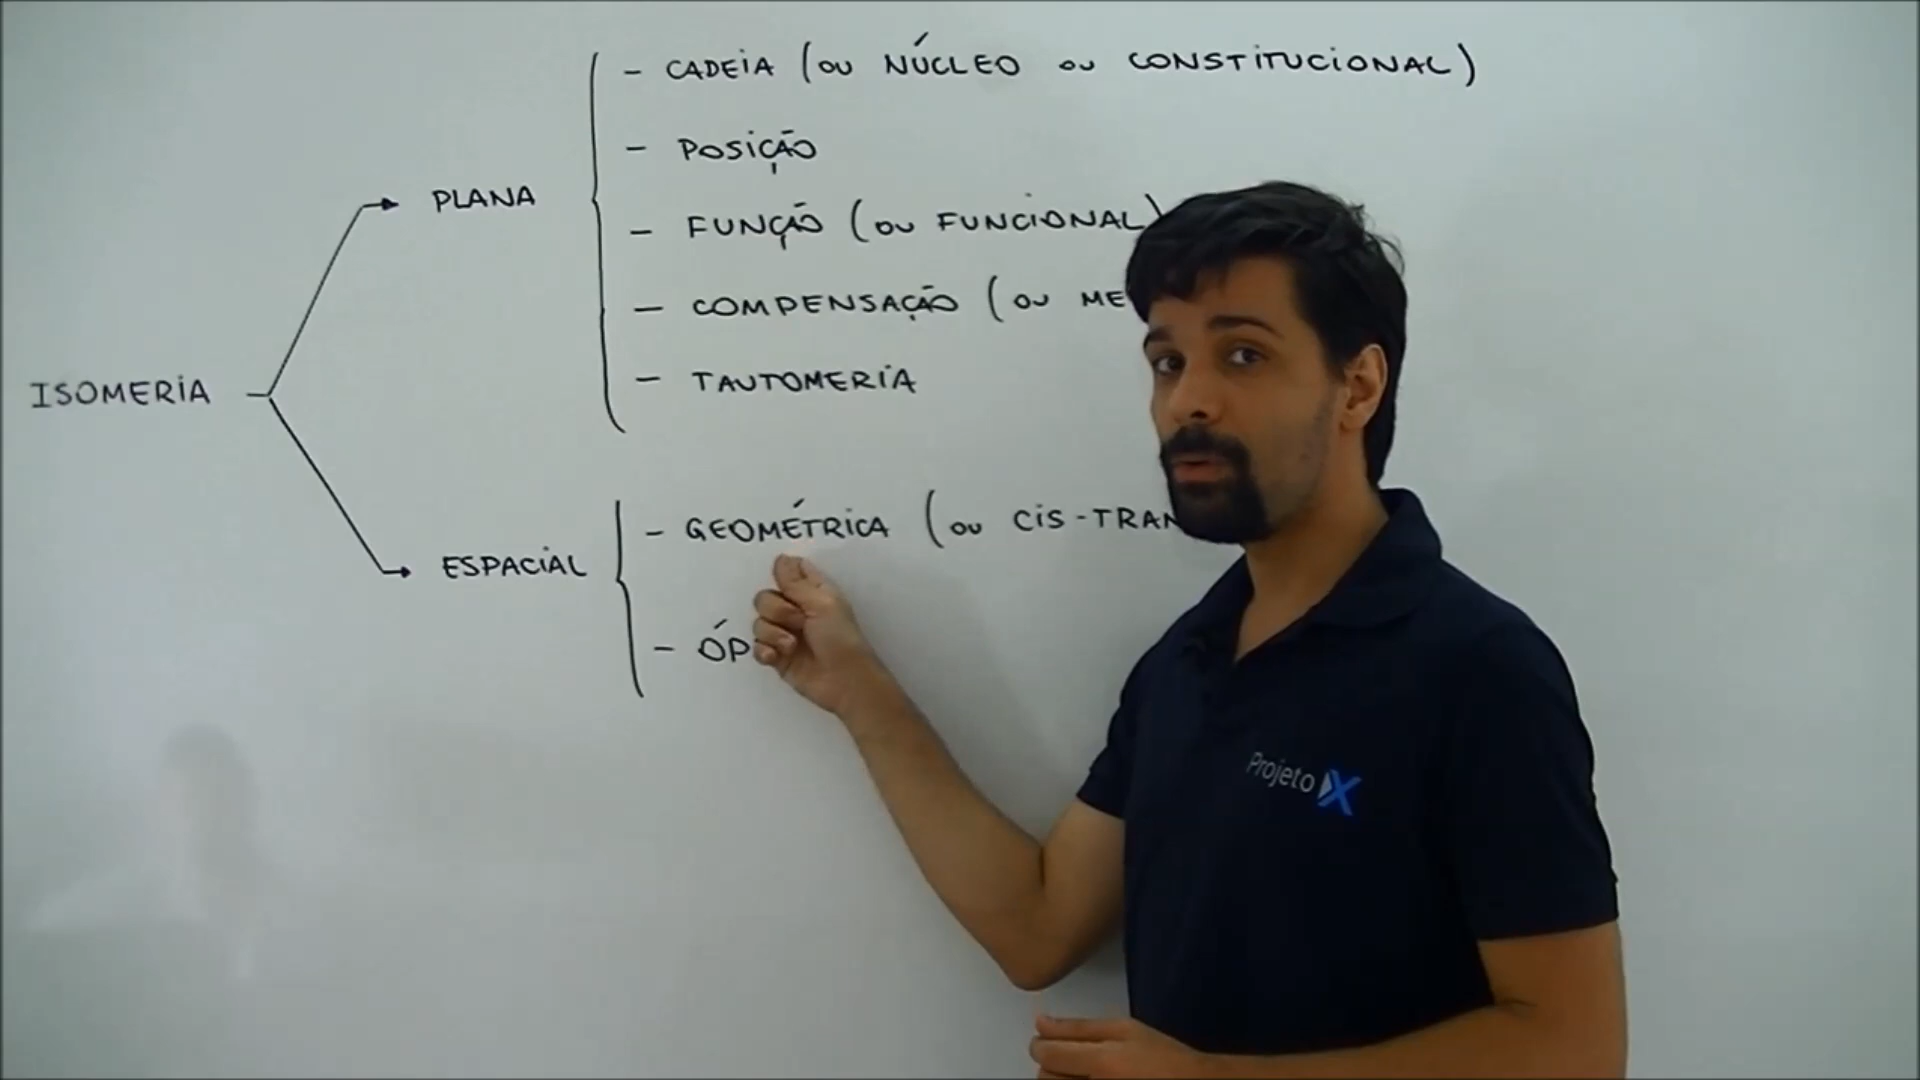 - CADEIA (OU NÚCLEO OU CONSTITUCIONAL)
- POSIÇÃO
- FUNÇÃO (OU FUNCIONAL)
- COMPENSAÇÃO (OU ME
- TAUTOMERIA
PLANA
ISOMERIA
ESPACIAL
- GEOMÉTRICA (OU CIS-TRAN
- ÓP
Projeto X